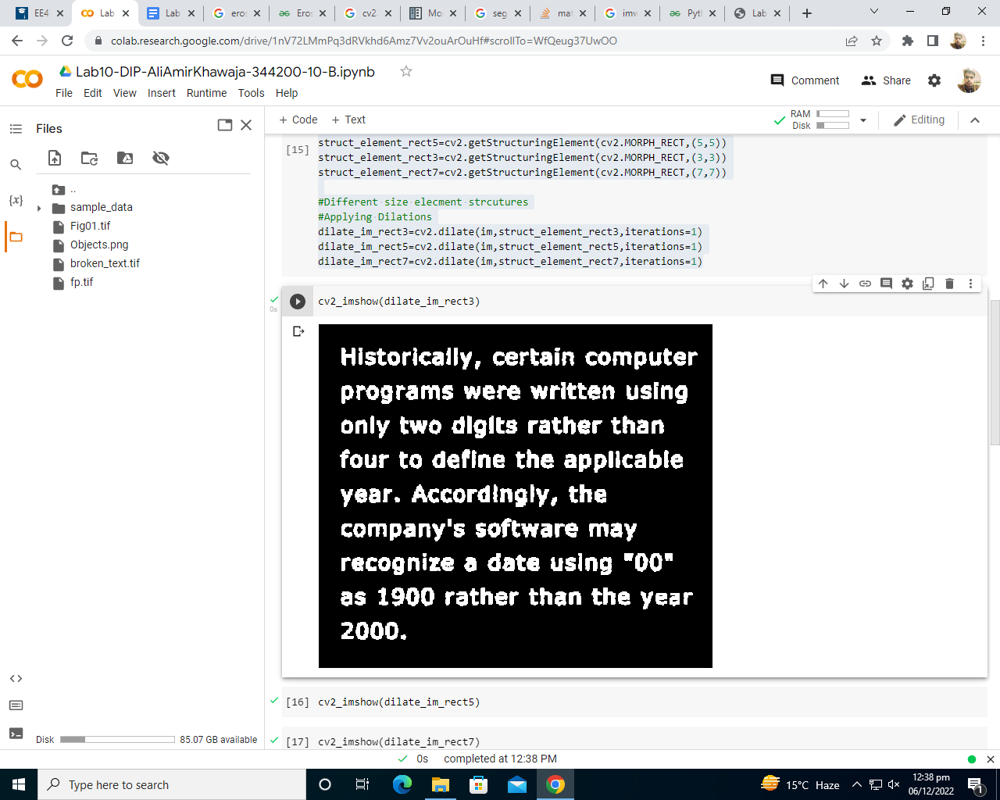 EE4
Lab
Lab
eros
Eros
cv2.
Mo
seg
mat
imw
Pyth
Lab
colab.research.google.com/drive/1nV72LMmPq3dRVkhd6Amz7Vv2ouArOuHf#scrollTo=WfQeug37UwOO
Lab10-DIP-AliAmirKhawaja-344200-10-B.ipynb
Comment
Share
File Edit View Insert Runtime Tools Help
Files
+ Code + Text
RAM
Disk
Editing
..
sample_data
Fig01.tif
Objects.png
broken_text.tif
fp.tif
{x}
[15]
struct_element_rect5=cv2.getStructuringElement(cv2.MORPH_RECT,(5,5))
struct_element_rect3=cv2.getStructuringElement(cv2.MORPH_RECT,(3,3))
struct_element_rect7=cv2.getStructuringElement(cv2.MORPH_RECT,(7,7))
#Different size elecment strcutures
#Applying Dilations
dilate_im_rect3=cv2.dilate(im,struct_element_rect3,iterations=1)
dilate_im_rect5=cv2.dilate(im,struct_element_rect5,iterations=1)
dilate_im_rect7=cv2.dilate(im,struct_element_rect7,iterations=1)
0s
cv2_imshow(dilate_im_rect3)
Historically, certain computer
programs were written using
only two digits rather than
four to define the applicable
year. Accordingly, the
company's software may
recognize a date using "00"
as 1900 rather than the year
2000.
[16] cv2_imshow(dilate_im_rect5)
[17] cv2_imshow(dilate_im_rect7)
Disk 85.07 GB available
0s completed at 12:38 PM
Type here to search
15°C Haze
12:38 pm
06/12/2022
1